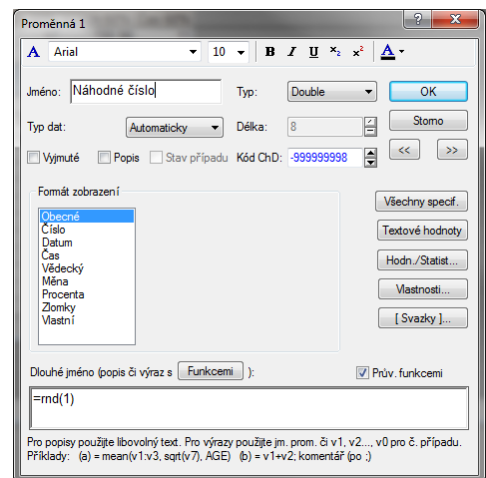 Proměnná 1
A Arial 10 B I U x₂ x² A
Jméno: Náhodné číslo Typ: Double OK
Typ dat: Automaticky Délka: 8 Storno
Vyjmuté Popis Stav případu Kód ChD: -999999998 << >>
Formát zobrazení
Všechny specif.
Obecné
Číslo
Textové hodnoty
Datum
Čas
Hodn./Statist...
Vědecký
Měna
Vlastnosti...
Procenta
Zlomky
[ Svazky ]...
Vlastní
Dlouhé jméno (popis či výraz s Funkcemi ): Prův. funkcemi
=rnd(1)
Pro popisy použijte libovolný text. Pro výrazy použijte jm. prom. či v1, v2..., v0 pro č. případu.
Příklady: (a) = mean(v1:v3, sqrt(v7), AGE) (b) = v1+v2; komentář (po ;)